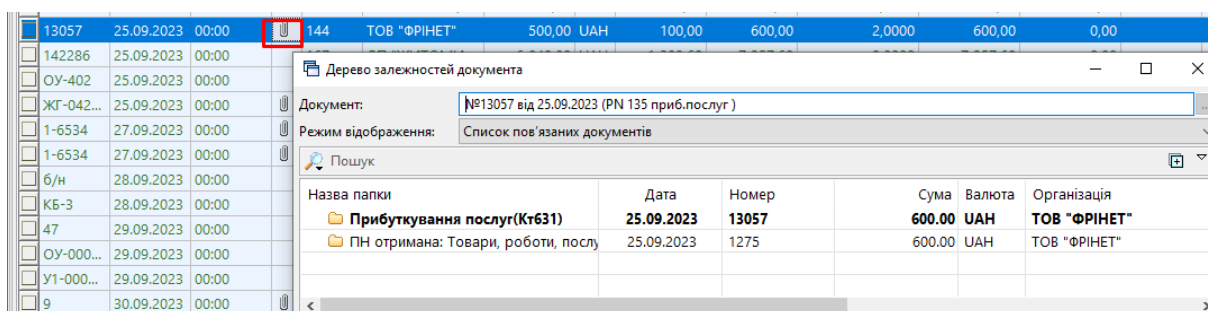 13057 25.09.2023 00:00 144 ТОВ "ФРІНЕТ" 500,00 UAH 100,00 600,00 2,0000 600,00 0,00
142286 25.09.2023 00:00
ОУ-402 25.09.2023 00:00
ЖГ-042... 25.09.2023 00:00
1-6534 27.09.2023 00:00
1-6534 27.09.2023 00:00
б/н 28.09.2023 00:00
КБ-3 28.09.2023 00:00
47 29.09.2023 00:00
ОУ-000... 29.09.2023 00:00
У1-000... 29.09.2023 00:00
9 30.09.2023 00:00
Дерево залежностей документа
Документ: №13057 від 25.09.2023 (PN 135 приб.послуг )
Режим відображення: Список пов'язаних документів
Пошук
Назва папки Дата Номер Сума Валюта Організація
Прибуткування послуг(Кт631) 25.09.2023 13057 600.00 UAH ТОВ "ФРІНЕТ"
ПН отримана: Товари, роботи, послу 25.09.2023 1275 600.00 UAH ТОВ "ФРІНЕТ"